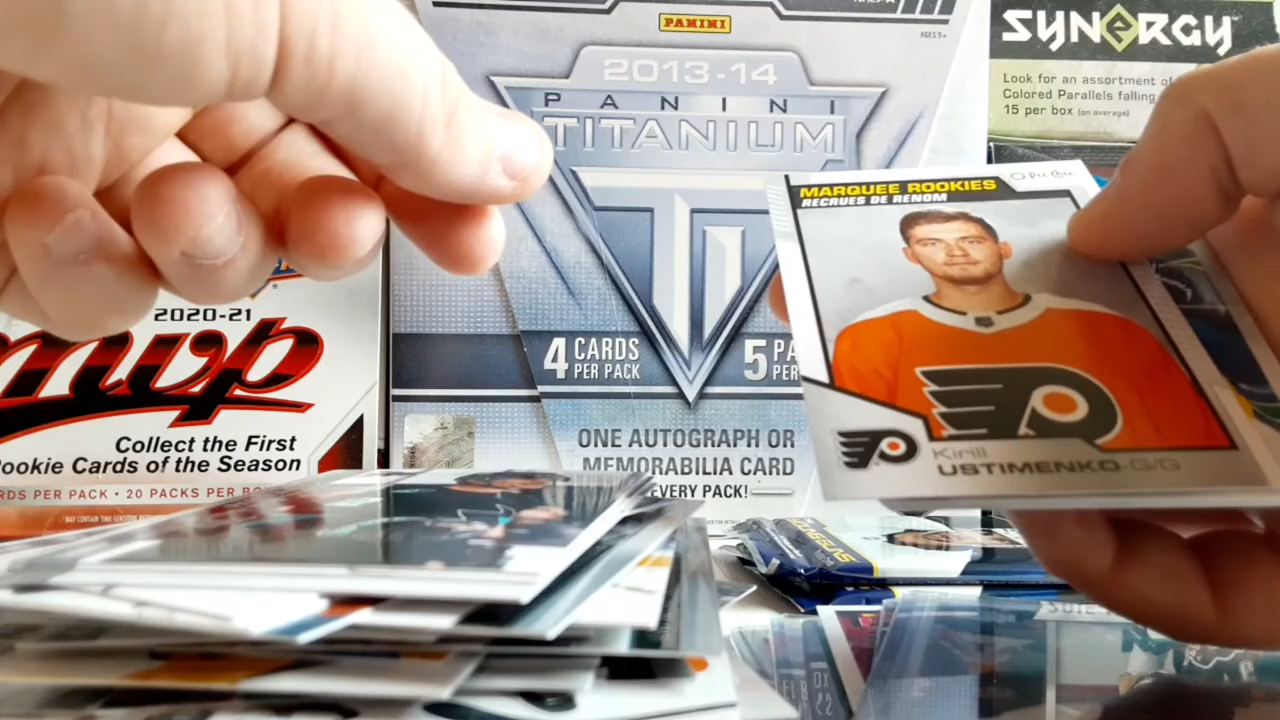 PANINI
AGES 9+
2013-14
PANINI
TITANIUM
4 CARDS
PER PACK
5 PA
PER
ONE AUTOGRAPH OR
MEMORABILIA CARD
EVERY PACK!
SYNERGY
Look for an assortment of
Colored Parallels falling
15 per box (on average)
2020-21
mvp
Collect the First
Rookie Cards of the Season
RDS PER PACK • 20 PACKS PER BO
O-Pee-Chee
MARQUEE ROOKIES
RECRUES DE RENOM
Kirill
USTIMENKO-G/G